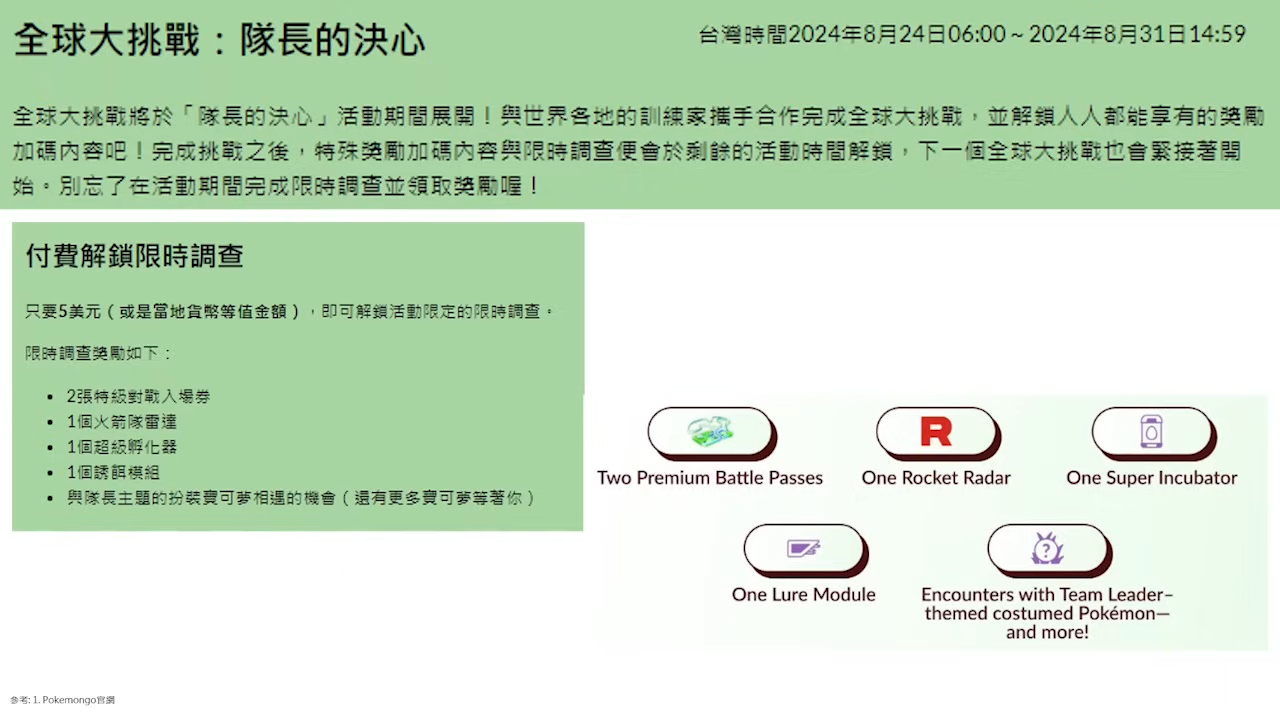 全球大挑戰：隊長的決心
台灣時間2024年8月24日06:00 ~ 2024年8月31日14:59
全球大挑戰將於「隊長的決心」活動期間展開！與世界各地的訓練家攜手合作完成全球大挑戰，並解鎖人人都能享有的獎勵
加碼內容吧！完成挑戰之後，特殊獎勵加碼內容與限時調查便會於剩餘的活動時間解鎖，下一個全球大挑戰也會緊接著開
始。別忘了在活動期間完成限時調查並領取獎勵喔！
付費解鎖限時調查
只要5美元（或是當地貨幣等值金額），即可解鎖活動限定的限時調查。
限時調查獎勵如下：
• 2張特級對戰入場券
• 1個火箭隊雷達
• 1個超級孵化器
• 1個誘餌模組
• 與隊長主題的扮裝寶可夢相遇的機會（還有更多寶可夢等著你）
R
Two Premium Battle Passes
One Rocket Radar
One Super Incubator
?
One Lure Module
Encounters with Team Leader–
themed costumed Pokémon—
and more!
參考: 1. Pokemongo官網